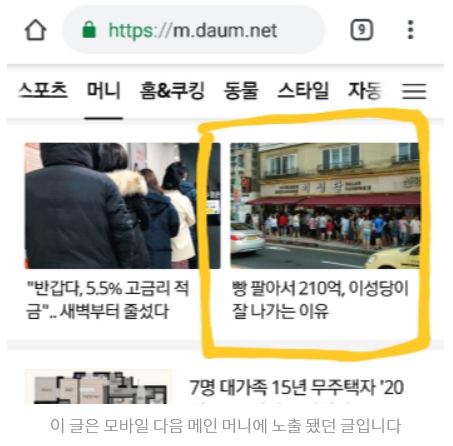 https://m.daum.net
9
스포츠 머니 홈&쿠킹 동물 스타일 자동
"반갑다, 5.5% 고금리 적
금".. 새벽부터 줄섰다
빵 팔아서 210억, 이성당이
잘 나가는 이유
이성당
7명 대가족 15년 무주택자 '20
이 글은 모바일 다음 메인 머니에 노출 됐던 글입니다